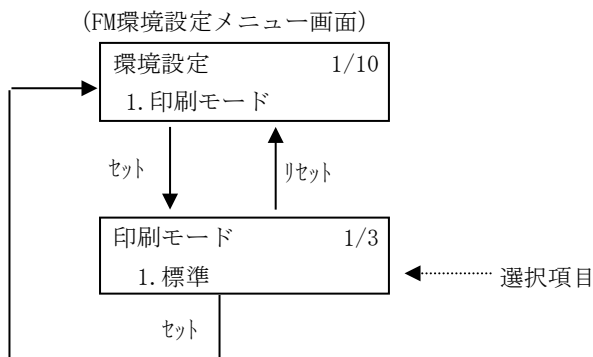 (FM環境設定メニュー画面)
環境設定 1/10
1.印刷モード
ｾｯﾄ ﾘｾｯﾄ
印刷モード 1/3
1.標準
選択項目
ｾｯﾄ